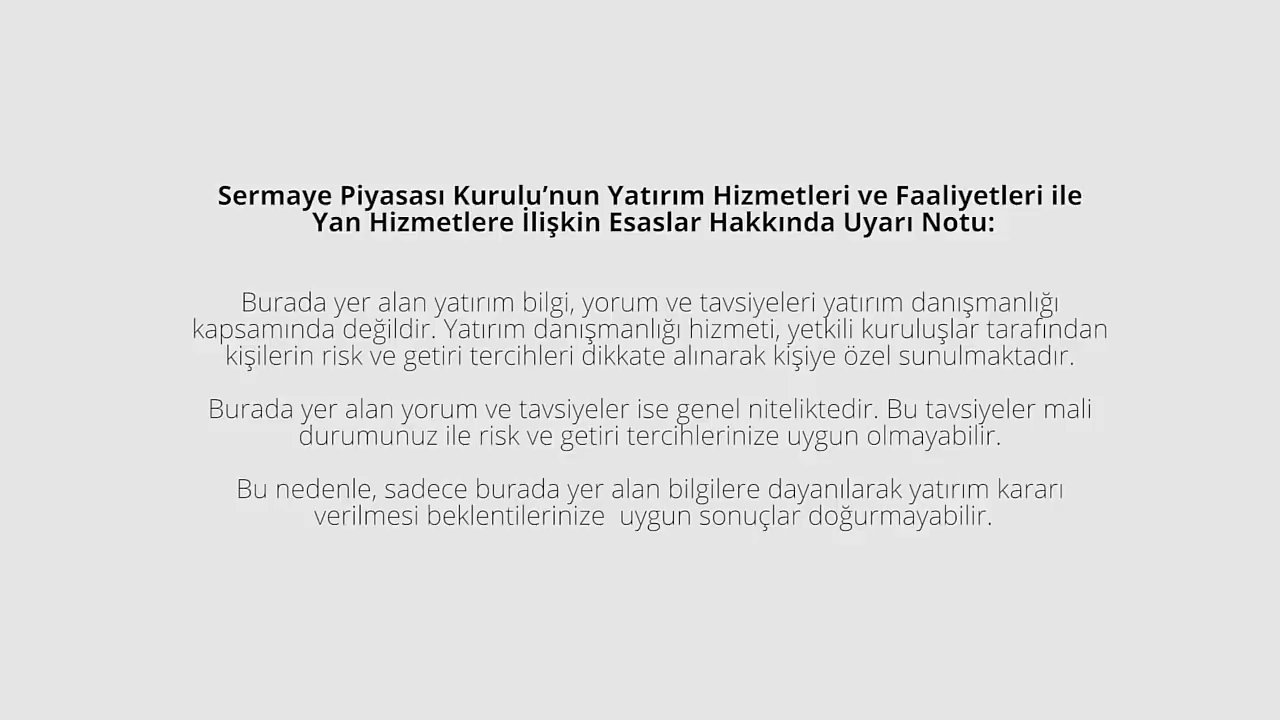 Sermaye Piyasası Kurulu’nun Yatırım Hizmetleri ve Faaliyetleri ile
Yan Hizmetlere İlişkin Esaslar Hakkında Uyarı Notu:
Burada yer alan yatırım bilgi, yorum ve tavsiyeleri yatırım danışmanlığı
kapsamında değildir. Yatırım danışmanlığı hizmeti, yetkili kuruluşlar tarafından
kişilerin risk ve getiri tercihleri dikkate alınarak kişiye özel sunulmaktadır.
Burada yer alan yorum ve tavsiyeler ise genel niteliktedir. Bu tavsiyeler mali
durumunuz ile risk ve getiri tercihlerinize uygun olmayabilir.
Bu nedenle, sadece burada yer alan bilgilere dayanılarak yatırım kararı
verilmesi beklentilerinize  uygun sonuçlar doğurmayabilir.